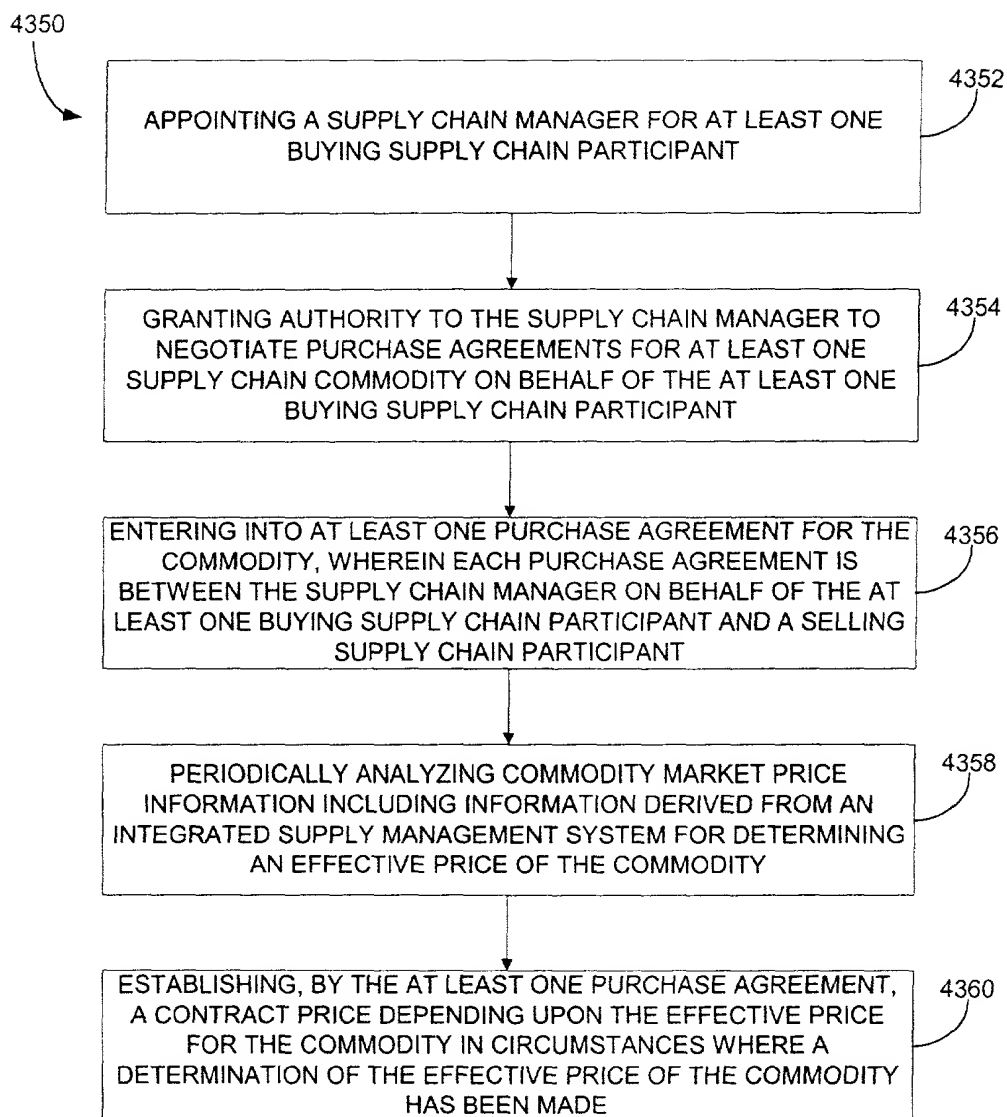 4350
4352
APPOINTING A SUPPLY CHAIN MANAGER FOR AT LEAST ONE
BUYING SUPPLY CHAIN PARTICIPANT
4354
GRANTING AUTHORITY TO THE SUPPLY CHAIN MANAGER TO
NEGOTIATE PURCHASE AGREEMENTS FOR AT LEAST ONE
SUPPLY CHAIN COMMODITY ON BEHALF OF THE AT LEAST ONE
BUYING SUPPLY CHAIN PARTICIPANT
4356
ENTERING INTO AT LEAST ONE PURCHASE AGREEMENT FOR THE
COMMODITY, WHEREIN EACH PURCHASE AGREEMENT IS
BETWEEN THE SUPPLY CHAIN MANAGER ON BEHALF OF THE AT
LEAST ONE BUYING SUPPLY CHAIN PARTICIPANT AND A SELLING
SUPPLY CHAIN PARTICIPANT
4358
PERIODICALLY ANALYZING COMMODITY MARKET PRICE
INFORMATION INCLUDING INFORMATION DERIVED FROM AN
INTEGRATED SUPPLY MANAGEMENT SYSTEM FOR DETERMINING
AN EFFECTIVE PRICE OF THE COMMODITY
4360
ESTABLISHING, BY THE AT LEAST ONE PURCHASE AGREEMENT,
A CONTRACT PRICE DEPENDING UPON THE EFFECTIVE PRICE
FOR THE COMMODITY IN CIRCUMSTANCES WHERE A
DETERMINATION OF THE EFFECTIVE PRICE OF THE COMMODITY
HAS BEEN MADE